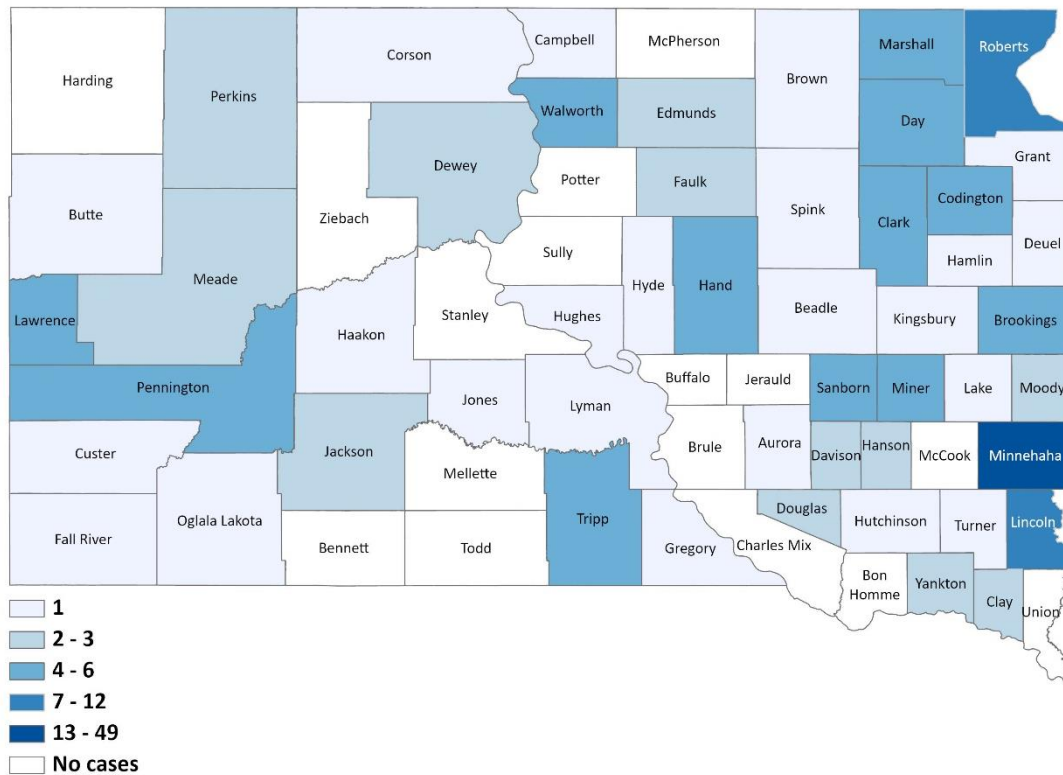 Harding
Perkins
Corson
Campbell
McPherson
Brown
Marshall
Roberts
Walworth
Edmunds
Day
Dewey
Grant
Butte
Ziebach
Potter
Faulk
Spink
Clark
Codington
Deuel
Meade
Sully
Hamlin
Lawrence
Haakon
Stanley
Hughes
Hyde
Hand
Beadle
Kingsbury
Brookings
Pennington
Jones
Lyman
Buffalo
Jerauld
Sanborn
Miner
Lake
Moody
Custer
Jackson
Mellette
Brule
Aurora
Davison
Hanson
McCook
Minnehaha
Fall River
Oglala Lakota
Bennett
Todd
Tripp
Gregory
Charles Mix
Douglas
Hutchinson
Turner
Lincoln
Bon
Homme
Yankton
Clay
Union
1
2 - 3
4 - 6
7 - 12
13 - 49
No cases